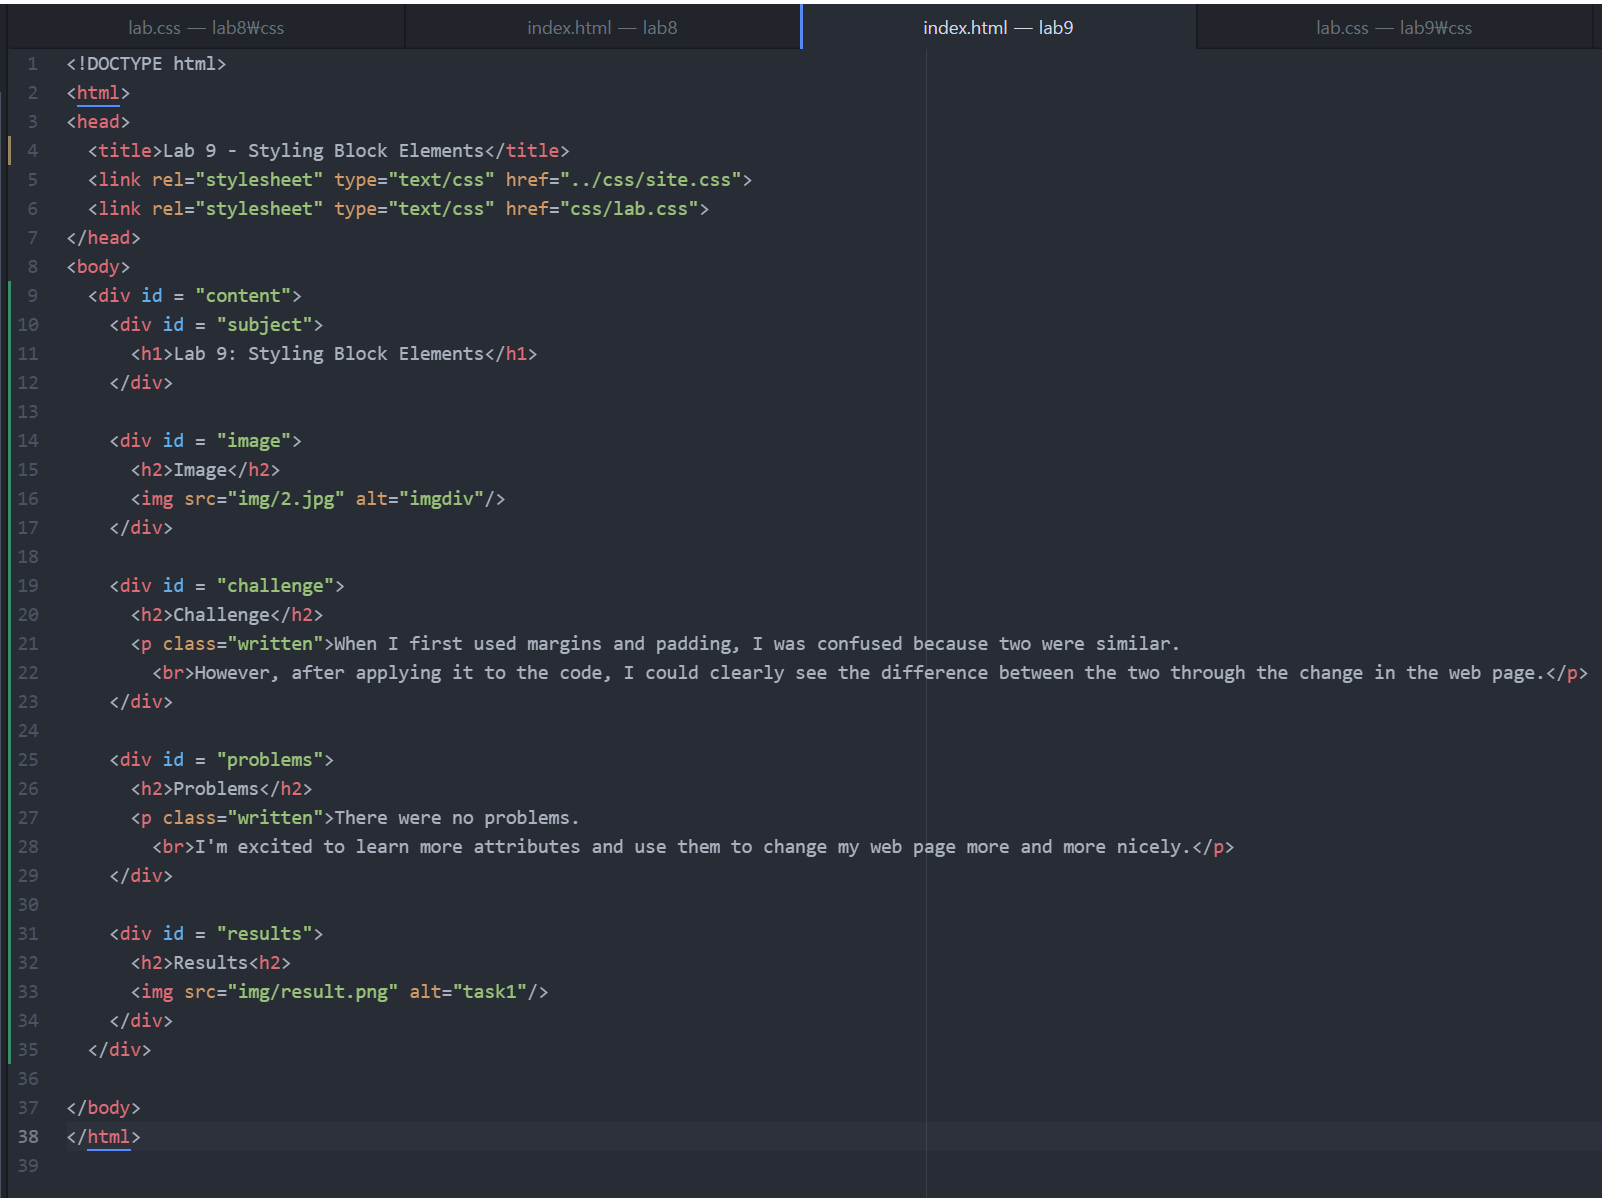 lab.css — lab8₩css index.html — lab8 index.html — lab9 lab.css — lab9₩css
1 <!DOCTYPE html>
2 <html>
3 <head>
4   <title>Lab 9 - Styling Block Elements</title>
5   <link rel="stylesheet" type="text/css" href="../css/site.css">
6   <link rel="stylesheet" type="text/css" href="css/lab.css">
7 </head>
8 <body>
9   <div id = "content">
10     <div id = "subject">
11       <h1>Lab 9: Styling Block Elements</h1>
12     </div>
13
14     <div id = "image">
15       <h2>Image</h2>
16       <img src="img/2.jpg" alt="imgdiv"/>
17     </div>
18
19     <div id = "challenge">
20       <h2>Challenge</h2>
21       <p class="written">When I first used margins and padding, I was confused because two were similar.
22         <br>However, after applying it to the code, I could clearly see the difference between the two through the change in the web page.</p>
23     </div>
24
25     <div id = "problems">
26       <h2>Problems</h2>
27       <p class="written">There were no problems.
28         <br>I'm excited to learn more attributes and use them to change my web page more and more nicely.</p>
29     </div>
30
31     <div id = "results">
32       <h2>Results<h2>
33       <img src="img/result.png" alt="task1"/>
34     </div>
35   </div>
36
37 </body>
38 </html>
39